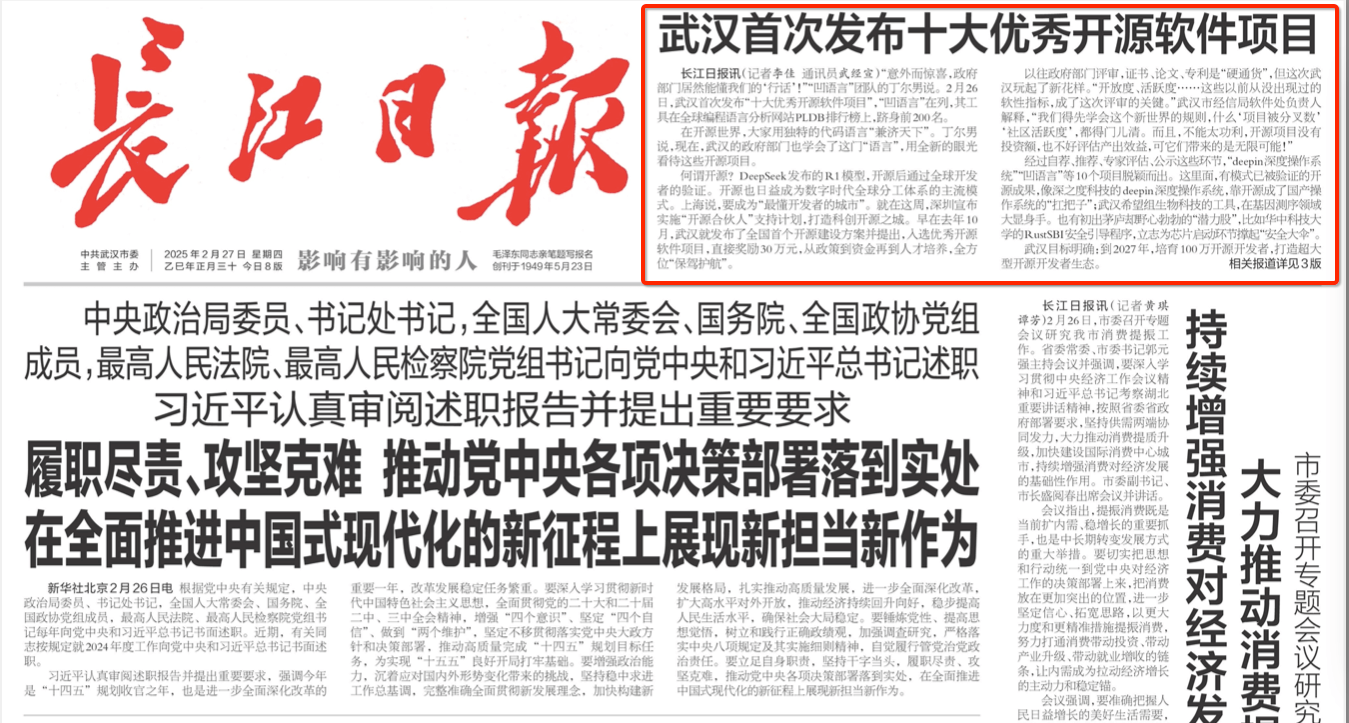 长江日报
中共武汉市委
主管主办
2025年2月27日 星期四
乙巳年正月三十 今日8版
影响有影响的人
毛泽东同志亲笔题写报名
创刊于1949年5月23日
武汉首次发布十大优秀开源软件项目
长江日报讯(记者李佳 通讯员武经宣)“意外而惊喜,政府
部门居然能懂我们的‘行话’!”“凹语言”团队的丁尔男说。2月26
日,武汉首次发布“十大优秀开源软件项目”,“凹语言”在列,其工
具在全球编程语言分析网站PLDB排行榜上,跻身前200名。
在开源世界,大家用独特的代码语言“兼济天下”。丁尔男
说,现在,武汉的政府部门也学会了这门“语言”,用全新的眼光
看待这些开源项目。
何谓开源?DeepSeek发布的R1模型,开源后通过全球开发
者的验证。开源也日益成为数字时代全球分工体系的主流模
式。上海说,要成为“最懂开发者的城市”。就在这周,深圳宣布
实施“开源合伙人”支持计划,打造科创开源之城。早在去年10
月,武汉就发布了全国首个开源建设方案并提出,入选优秀开源
软件项目,直接奖励30万元,从政策到资金再到人才培养,全方
位“保驾护航”。
以往政府部门评审,证书、论文、专利是“硬通货”,但这次武
汉玩起了新花样。“开放度、活跃度……这些以前从没出现过的
软性指标,成了这次评审的关键。”武汉市经信局软件处负责人
解释,“我们得先学会这个新世界的规则,什么‘项目被分叉数’
‘社区活跃度’,都得门儿清。而且,不能太功利,开源项目没有
投资额,也不好评估产出效益,可它们带来的是无限可能!”
经过自荐、推荐、专家评估、公示这些环节,“deepin深度操作系
统”“凹语言”等10个项目脱颖而出。这里面,有模式已被验证的开
源成果,像深之度科技的deepin深度操作系统,靠开源成了国产操
作系统的“扛把子”;武汉希望组生物科技的工具,在基因测序领域
大显身手。也有初出茅庐却野心勃勃的“潜力股”,比如华中科技大
学的RustSBI安全引导程序,立志为芯片启动环节撑起“安全大伞”。
武汉目标明确:到2027年,培育100万开源开发者,打造超大
型开源开发者生态。 相关报道详见3版
中央政治局委员、书记处书记,全国人大常委会、国务院、全国政协党组
成员,最高人民法院、最高人民检察院党组书记向党中央和习近平总书记述职
习近平认真审阅述职报告并提出重要要求
履职尽责、攻坚克难 推动党中央各项决策部署落到实处
在全面推进中国式现代化的新征程上展现新担当新作为
新华社北京2月26日电 根据党中央有关规定,中央
政治局委员、书记处书记,全国人大常委会、国务院、全
国政协党组成员,最高人民法院、最高人民检察院党组书
记每年向党中央和习近平总书记书面述职。近期,有关同
志按规定就2024年度工作向党中央和习近平总书记书面述
职。
习近平认真审阅述职报告并提出重要要求,强调今年
是“十四五”规划收官之年,也是进一步全面深化改革的
重要一年,改革发展稳定任务繁重。要深入学习贯彻新时
代中国特色社会主义思想,全面贯彻党的二十大和二十届
二中、三中全会精神,增强“四个意识”、坚定“四个自
信”、做到“两个维护”,坚定不移贯彻落实党中央大政方
针和决策部署,推动高质量完成“十四五”规划目标任
务,为实现“十五五”良好开局打牢基础。要增强政治能
力,沉着应对国内外形势变化带来的挑战,坚持稳中求进
工作总基调,完整准确全面贯彻新发展理念,加快构建新
发展格局,扎实推动高质量发展,进一步全面深化改革,
扩大高水平对外开放,推动经济持续回升向好,稳步提高
人民生活水平,确保社会大局稳定。要锤炼党性、提高思
想觉悟,树立和践行正确政绩观,加强调查研究,严格落
实中央八项规定及其实施细则精神,自觉履行管党治党政
治责任。要立足自身职责,坚持干字当头,履职尽责、攻
坚克难,推动党中央各项决策部署落到实处,在全面推进
中国式现代化的新征程上展现新担当新作为。
长江日报讯(记者黄琪
谭芳)2月26日,市委召开专题
会议研究我市消费提振工
作。省委常委、市委书记郭元
强主持会议并强调,要深入学
习贯彻中央经济工作会议精
神和习近平总书记考察湖北
重要讲话精神,按照省委省政
府部署要求,坚持供需两端协
同发力,大力推动消费提质升
级,加快建设国际消费中心城
市,持续增强消费对经济发展
的基础性作用。市委副书记、
市长盛阅春出席会议并讲话。
会议指出,提振消费既是
当前扩内需、稳增长的重要抓
手,也是中长期转变发展方式
的重大举措。要切实把思想
和行动统一到党中央对经济
工作的决策部署上来,把消费
放在更加突出的位置,进一步
坚定信心、拓宽思路,以更大
力度和更精准措施提振消费,
努力打通消费带动投资、带动
产业升级、带动就业增收的链
条,让内需成为拉动经济增长
的主动力和稳定锚。
会议强调,要准确把握人
民日益增长的美好生活需要,
持续增强消费对经济发
大力推动消费提
市委召开专题会议研究